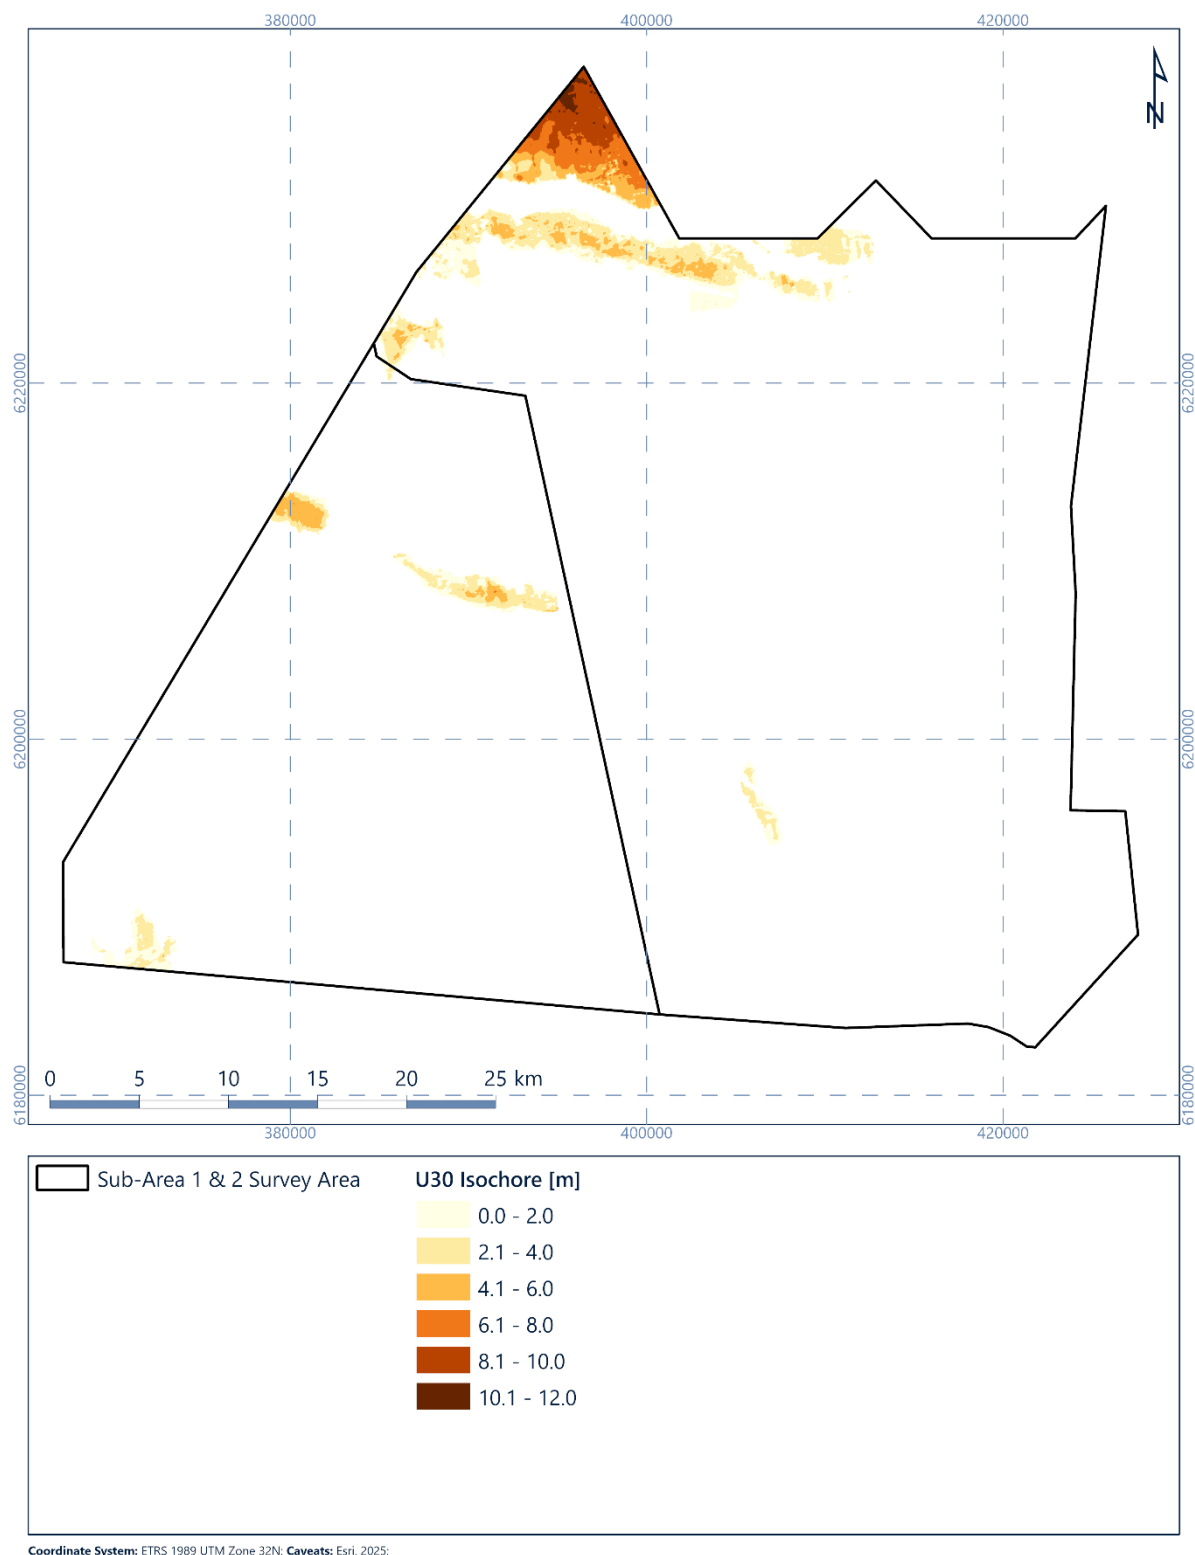 380000 400000 420000
N
6220000 6220000
6200000 6200000
0 5 10 15 20 25 km
6180000 6180000
380000 400000 420000
Sub-Area 1 & 2 Survey Area
U30 Isochore [m]
0.0 - 2.0
2.1 - 4.0
4.1 - 6.0
6.1 - 8.0
8.1 - 10.0
10.1 - 12.0
Coordinate System: ETRS 1989 UTM Zone 32N; Caveats: Esri, 2025;